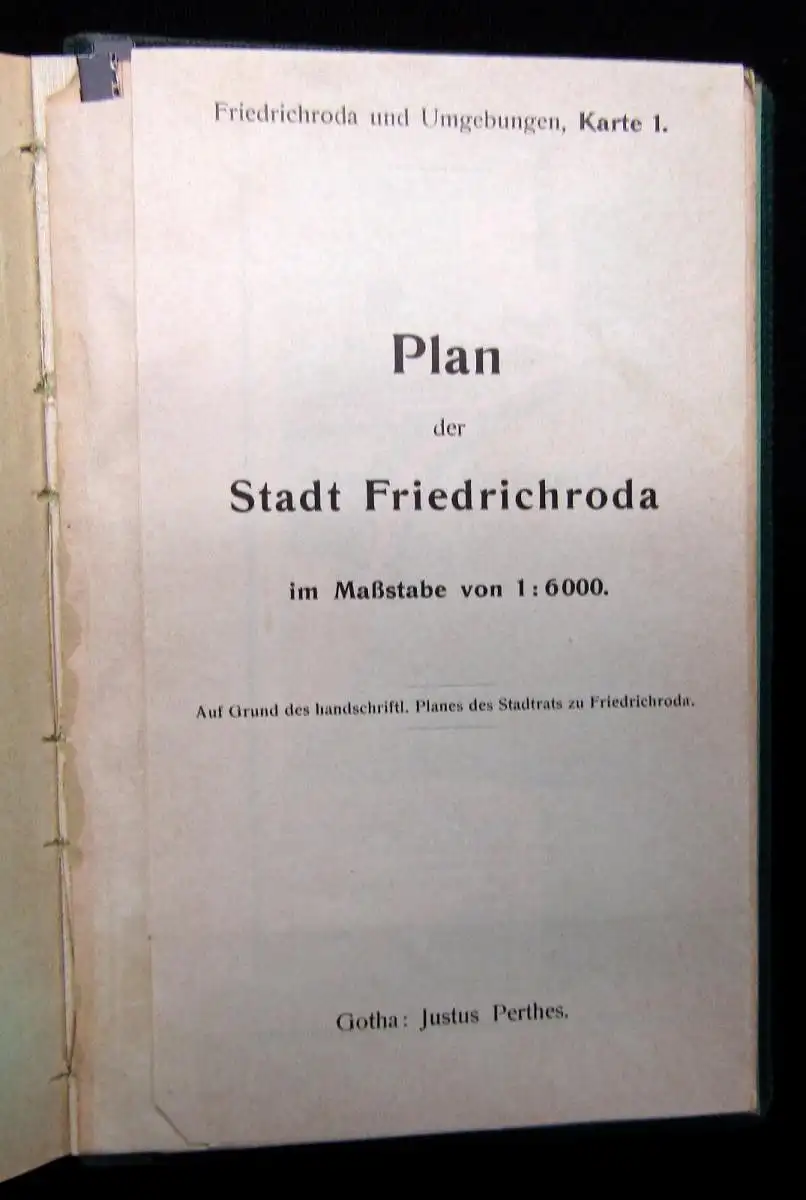 Friedrichroda und Umgebungen, Karte 1.
Plan
der
Stadt Friedrichroda
im Maßstabe von 1:6000.
Auf Grund des handschriftl. Planes des Stadtrats zu Friedrichroda.
Gotha: Justus Perthes.